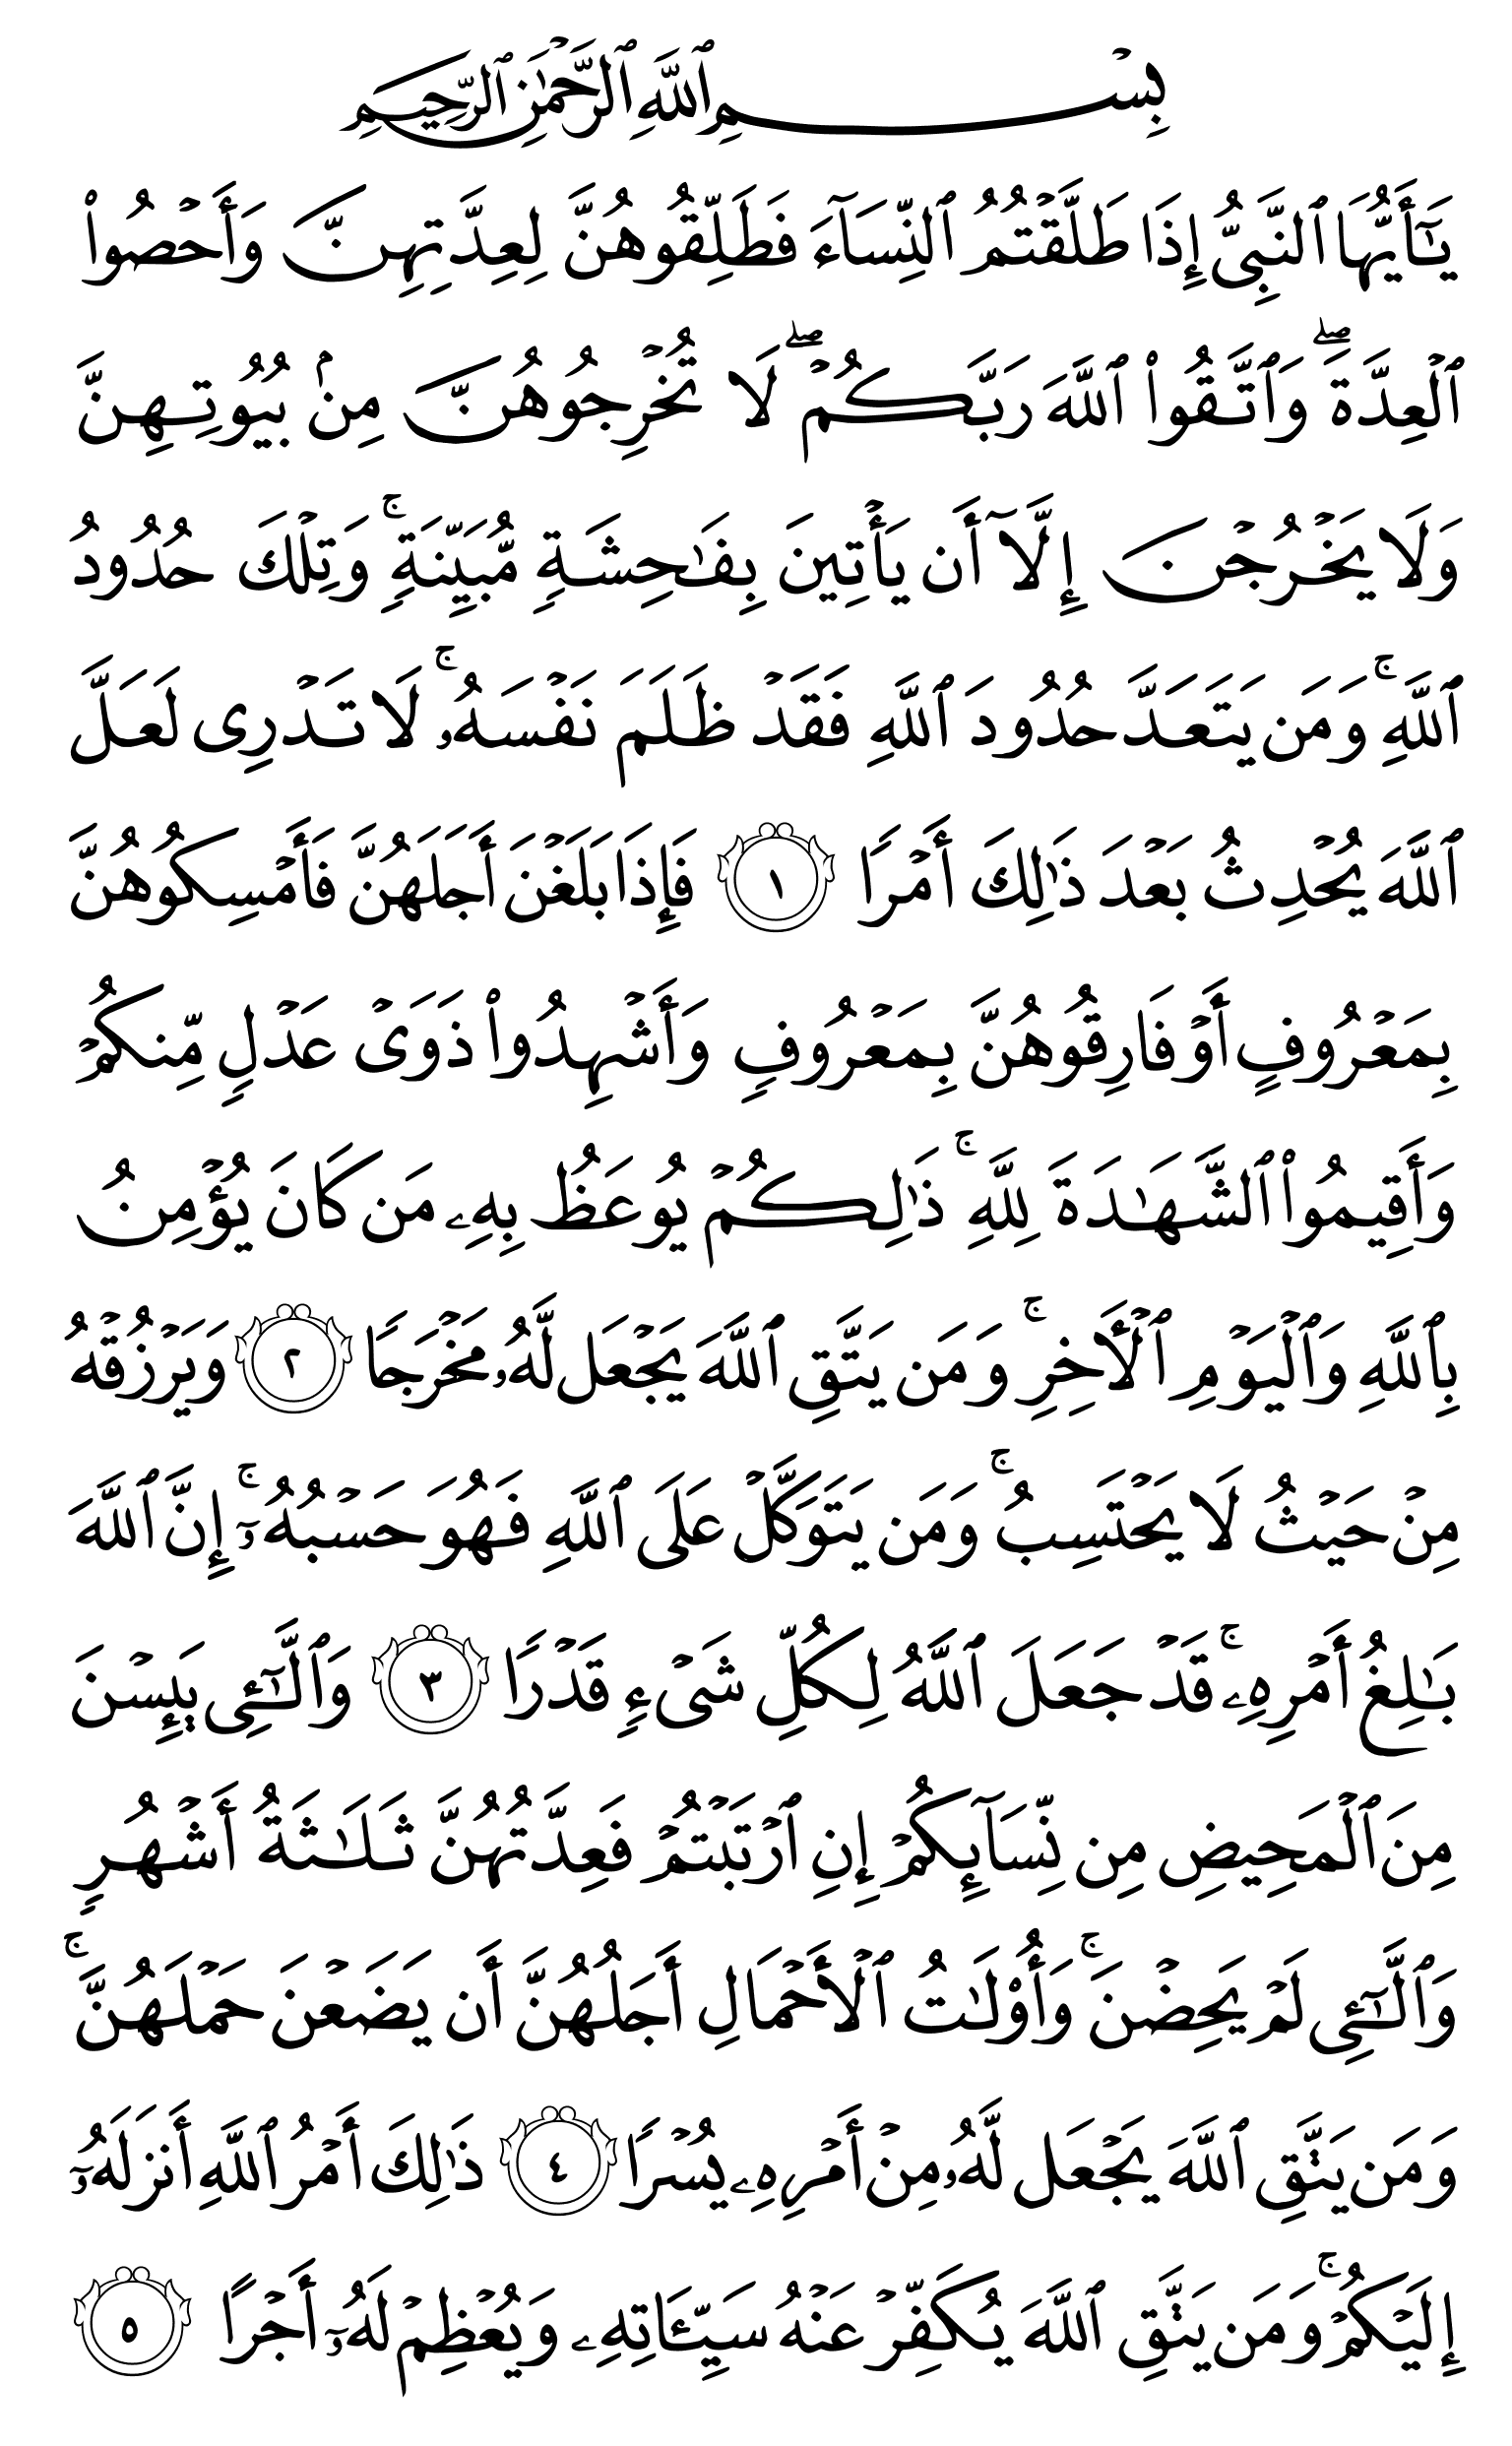 بِسۡمِ ٱللَّهِ ٱلرَّحۡمَٰنِ ٱلرَّحِيمِ
يَٰٓأَيُّهَا ٱلنَّبِيُّ إِذَا طَلَّقۡتُمُ ٱلنِّسَآءَ فَطَلِّقُوهُنَّ لِعِدَّتِهِنَّ وَأَحۡصُواْ
ٱلۡعِدَّةَۖ وَٱتَّقُواْ ٱللَّهَ رَبَّكُمۡۖ لَا تُخۡرِجُوهُنَّ مِنۢ بُيُوتِهِنَّ
وَلَا يَخۡرُجۡنَ إِلَّآ أَن يَأۡتِينَ بِفَٰحِشَةٖ مُّبَيِّنَةٖۚ وَتِلۡكَ حُدُودُ
ٱللَّهِۚ وَمَن يَتَعَدَّ حُدُودَ ٱللَّهِ فَقَدۡ ظَلَمَ نَفۡسَهُۥۚ لَا تَدۡرِي لَعَلَّ
ٱللَّهَ يُحۡدِثُ بَعۡدَ ذَٰلِكَ أَمۡرٗا ١ فَإِذَا بَلَغۡنَ أَجَلَهُنَّ فَأَمۡسِكُوهُنَّ
بِمَعۡرُوفٍ أَوۡ فَارِقُوهُنَّ بِمَعۡرُوفٖ وَأَشۡهِدُواْ ذَوَيۡ عَدۡلٖ مِّنكُمۡ
وَأَقِيمُواْ ٱلشَّهَٰدَةَ لِلَّهِۚ ذَٰلِكُمۡ يُوعَظُ بِهِۦ مَن كَانَ يُؤۡمِنُ
بِٱللَّهِ وَٱلۡيَوۡمِ ٱلۡأٓخِرِۚ وَمَن يَتَّقِ ٱللَّهَ يَجۡعَل لَّهُۥ مَخۡرَجٗا ٢ وَيَرۡزُقۡهُ
مِنۡ حَيۡثُ لَا يَحۡتَسِبُۚ وَمَن يَتَوَكَّلۡ عَلَى ٱللَّهِ فَهُوَ حَسۡبُهُۥٓۚ إِنَّ ٱللَّهَ
بَٰلِغُ أَمۡرِهِۦۚ قَدۡ جَعَلَ ٱللَّهُ لِكُلِّ شَيۡءٖ قَدۡرٗا ٣ وَٱلَّٰٓـِٔي يَئِسۡنَ
مِنَ ٱلۡمَحِيضِ مِن نِّسَآئِكُمۡ إِنِ ٱرۡتَبۡتُمۡ فَعِدَّتُهُنَّ ثَلَٰثَةُ أَشۡهُرٖ
وَٱلَّٰٓـِٔي لَمۡ يَحِضۡنَۚ وَأُوْلَٰتُ ٱلۡأَحۡمَالِ أَجَلُهُنَّ أَن يَضَعۡنَ حَمۡلَهُنَّۚ
وَمَن يَتَّقِ ٱللَّهَ يَجۡعَل لَّهُۥ مِنۡ أَمۡرِهِۦ يُسۡرٗا ٤ ذَٰلِكَ أَمۡرُ ٱللَّهِ أَنزَلَهُۥٓ
إِلَيۡكُمۡۚ وَمَن يَتَّقِ ٱللَّهَ يُكَفِّرۡ عَنۡهُ سَيِّـَٔاتِهِۦ وَيُعۡظِمۡ لَهُۥٓ أَجۡرًا ٥